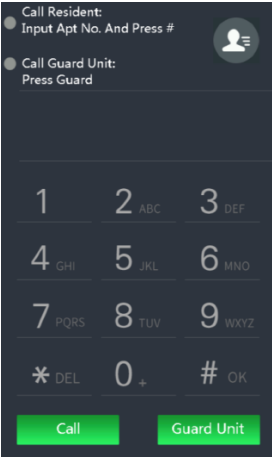 Call Resident:
Input Apt No. And Press #
Call Guard Unit:
Press Guard
1 2 ABC 3 DEF
4 GHI 5 JKL 6 MNO
7 PQRS 8 TUV 9 WXYZ
* DEL 0 + # OK
Call Guard Unit